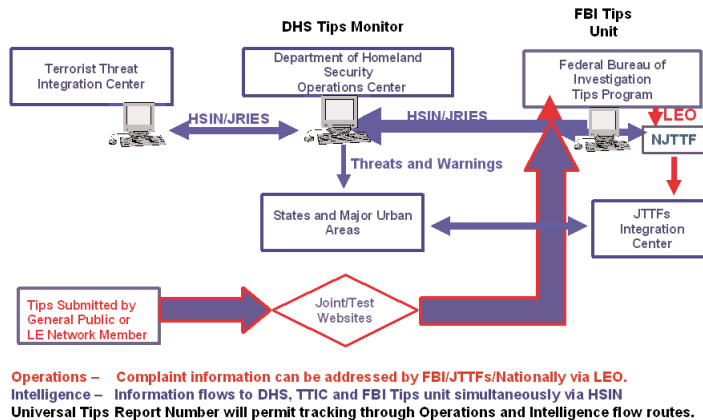 DHS Tips Monitor
FBI Tips
Unit
Terrorist Threat
Integration Center
Department of Homeland
Security
Operations Center
Federal Bureau of
Investigation
Tips Program
HSIN/JRIES
HSIN/JRIES
LEO
NJTTF
Threats and Warnings
States and Major Urban
Areas
JTTFs
Integration
Center
Tips Submitted by
General Public or
LE Network Member
Joint/Test
Websites
Operations – Complaint information can be addressed by FBI/JTTFs/Nationally via LEO.
Intelligence – Information flows to DHS, TTIC and FBI Tips unit simultaneously via HSIN
Universal Tips Report Number will permit tracking through Operations and Intelligence flow routes.